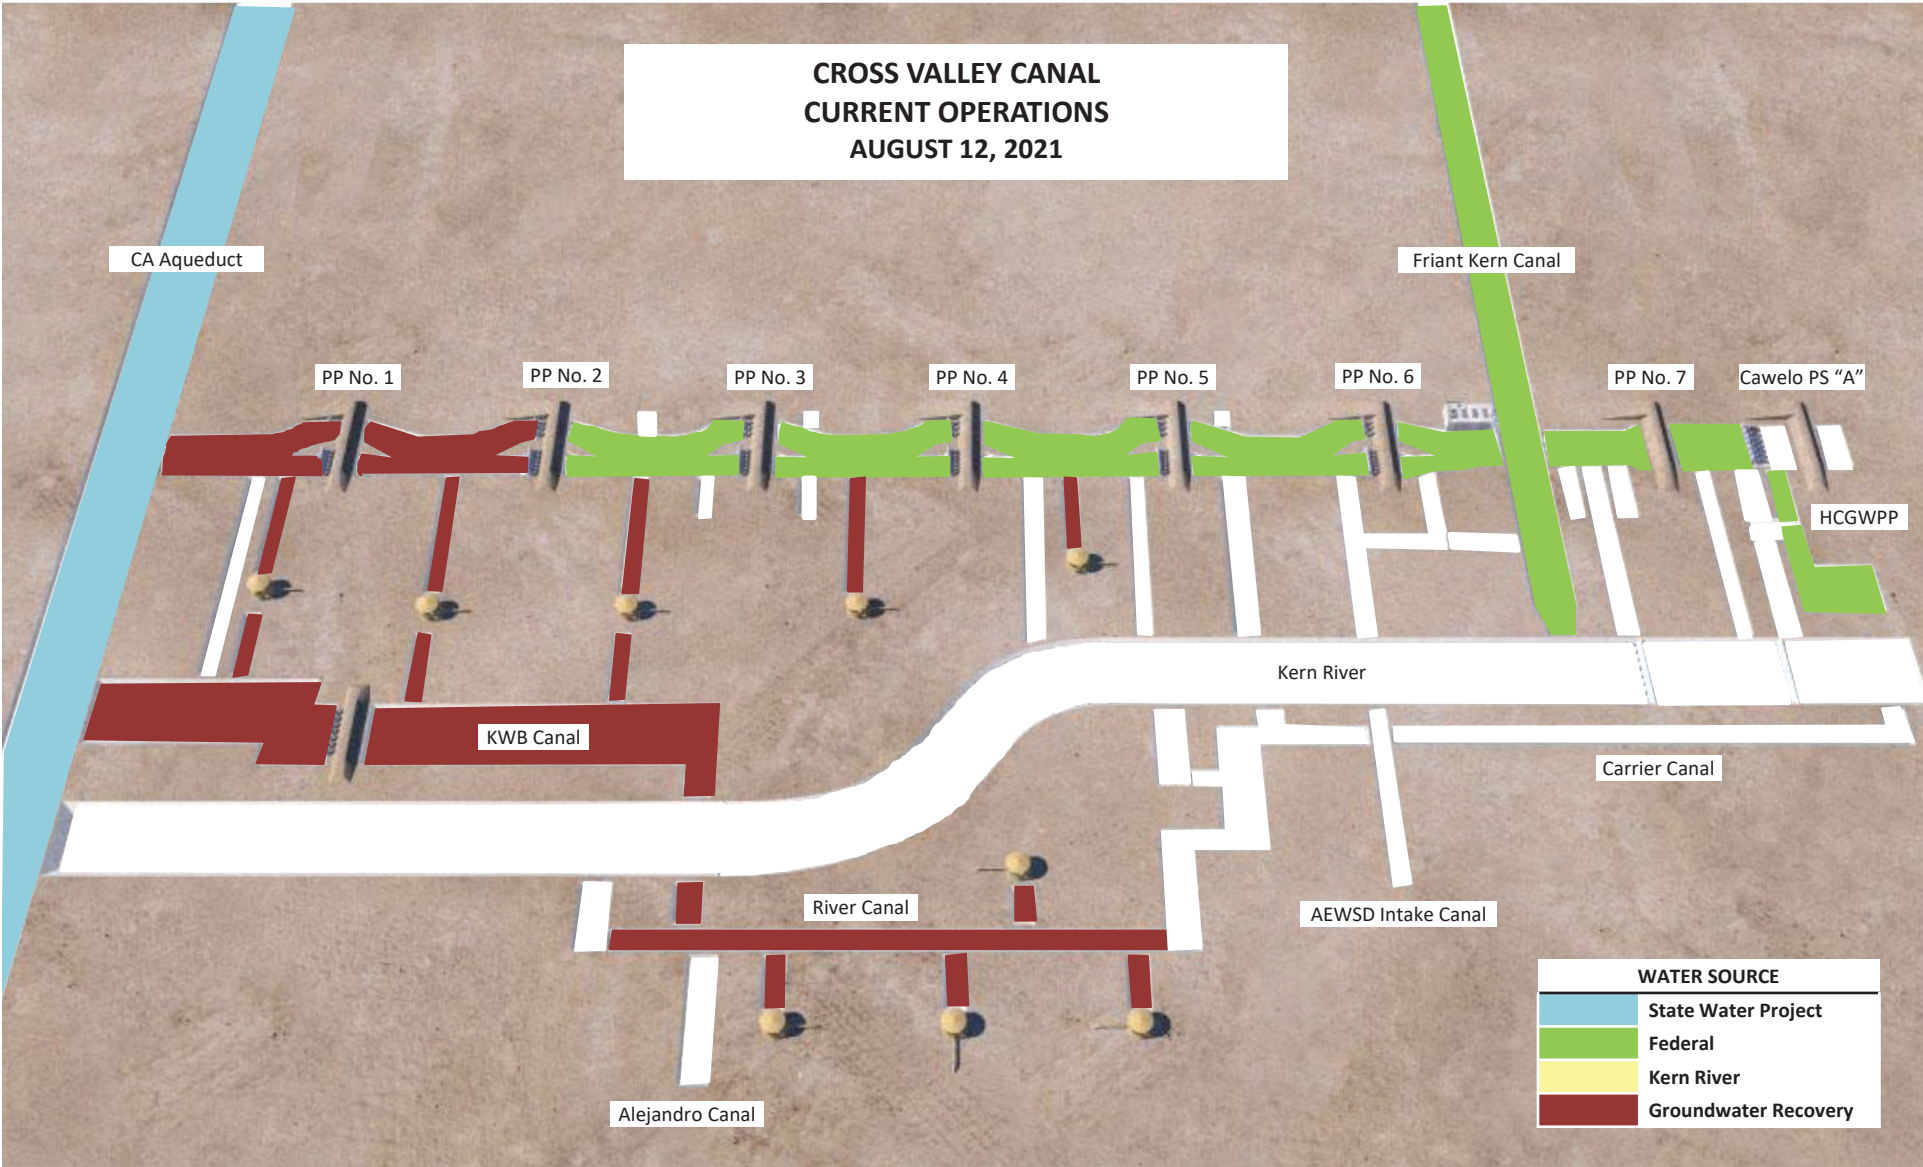 CROSS VALLEY CANAL
CURRENT OPERATIONS
AUGUST 12, 2021
CA Aqueduct
Friant Kern Canal
PP No. 1
PP No. 2
PP No. 3
PP No. 4
PP No. 5
PP No. 6
PP No. 7
Cawelo PS “A”
HCGWPP
Kern River
KWB Canal
Carrier Canal
River Canal
AEWSD Intake Canal
Alejandro Canal
WATER SOURCE
State Water Project
Federal
Kern River
Groundwater Recovery